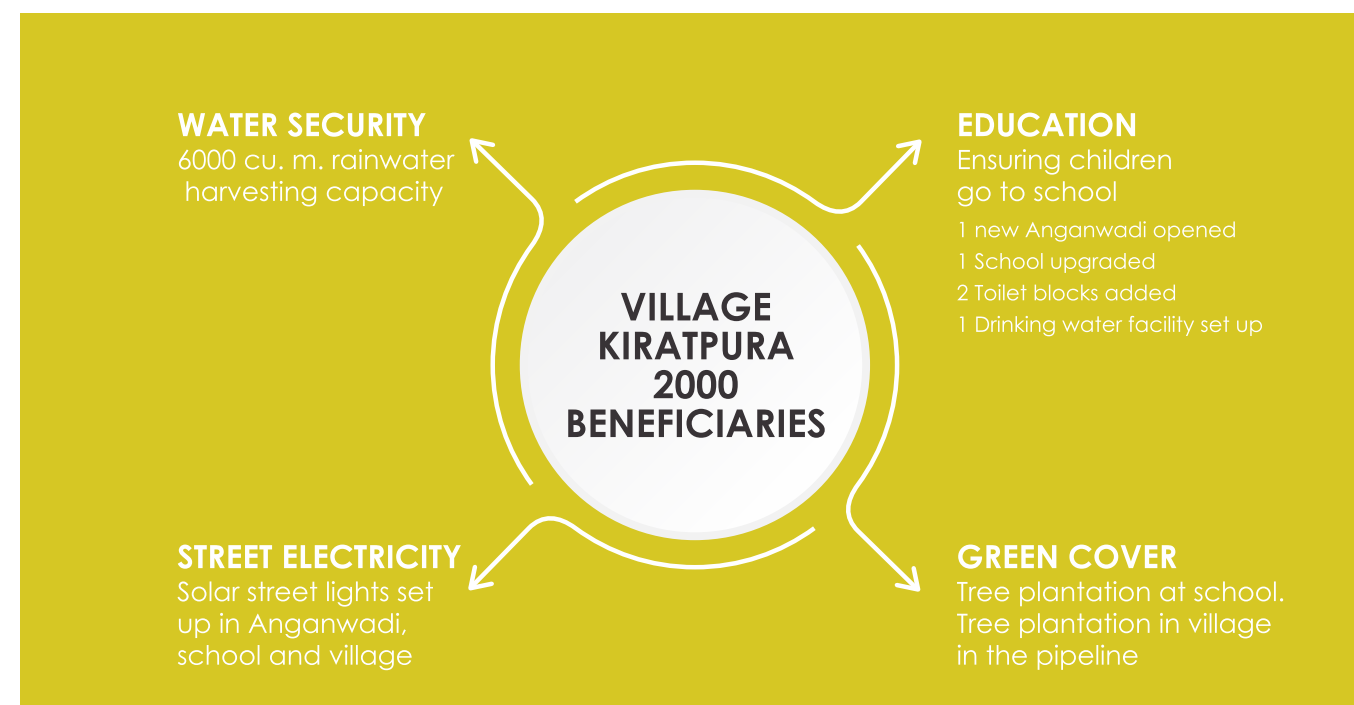 WATER SECURITY
6000 cu. m. rainwater
harvesting capacity
EDUCATION
Ensuring children
go to school
1 new Anganwadi opened
1 School upgraded
2 Toilet blocks added
1 Drinking water facility set up
VILLAGE
KIRATPURA
2000
BENEFICIARIES
STREET ELECTRICITY
Solar street lights set
up in Anganwadi,
school and village
GREEN COVER
Tree plantation at school.
Tree plantation in village
in the pipeline